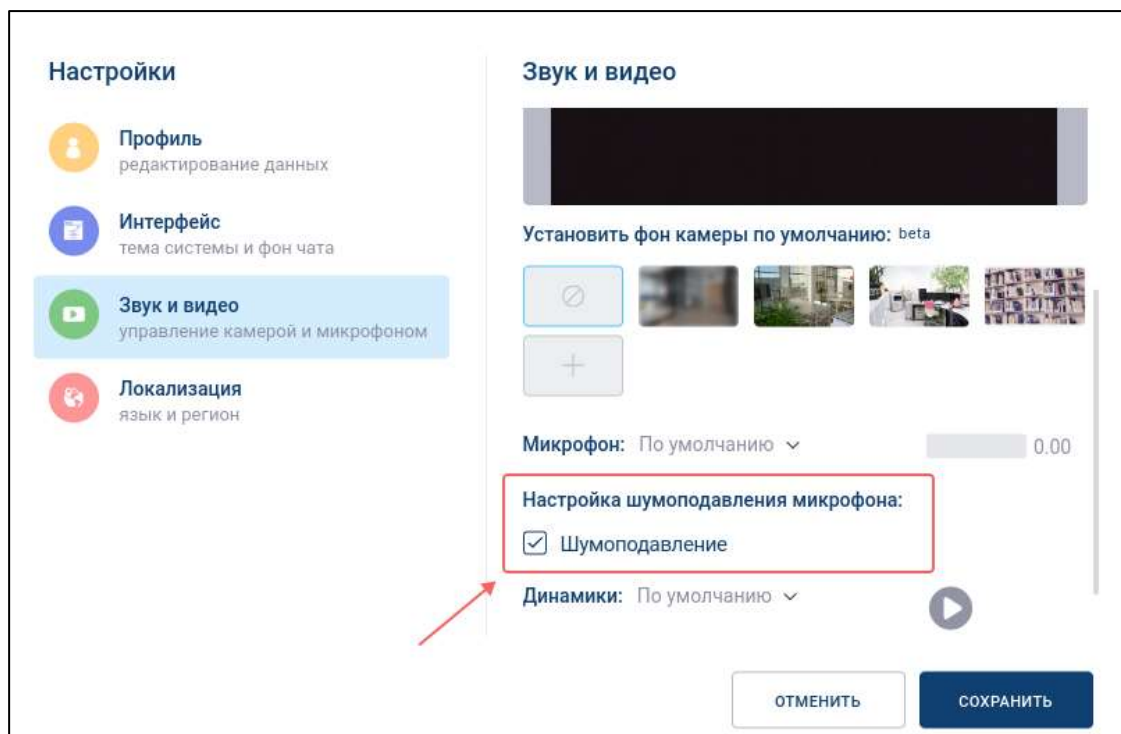 Настройки
Профиль
редактирование данных
Интерфейс
тема системы и фон чата
Звук и видео
управление камерой и микрофоном
Локализация
язык и регион
Звук и видео
Установить фон камеры по умолчанию: beta
Микрофон: По умолчанию 0.00
Настройка шумоподавления микрофона:
Шумоподавление
Динамики: По умолчанию
ОТМЕНИТЬ СОХРАНИТЬ